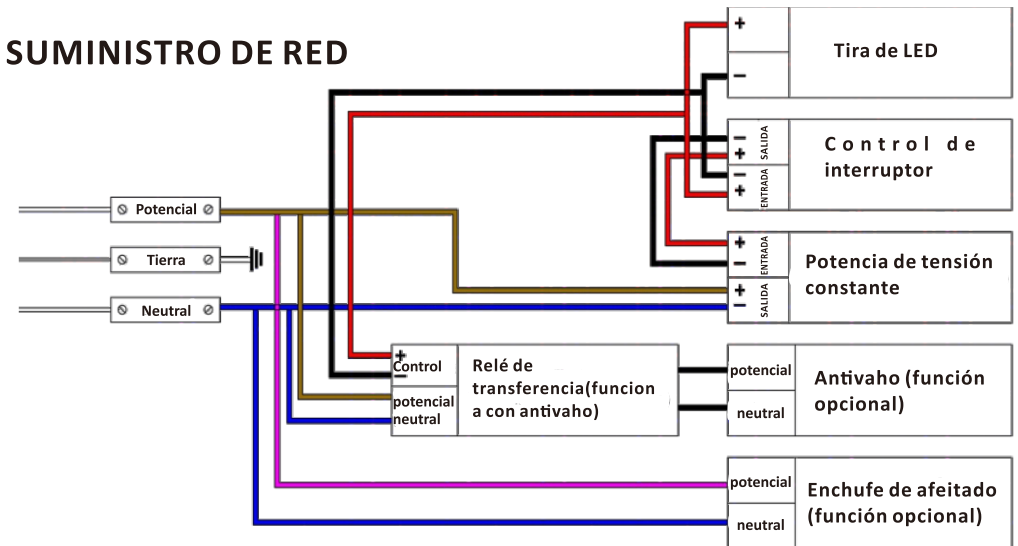 SUMINISTRO DE RED
+
−
Tira de LED
−
+
SALIDA
−
+
ENTRADA
Control de
interruptor
Potencial
Tierra
Neutral
+
−
ENTRADA
+
−
SALIDA
Potencia de tensión
constante
+
Control
−
potencial
neutral
Relé de
transferencia(funcion
a con antivaho)
potencial
neutral
Antivaho (función
opcional)
potencial
neutral
Enchufe de afeitado
(función opcional)